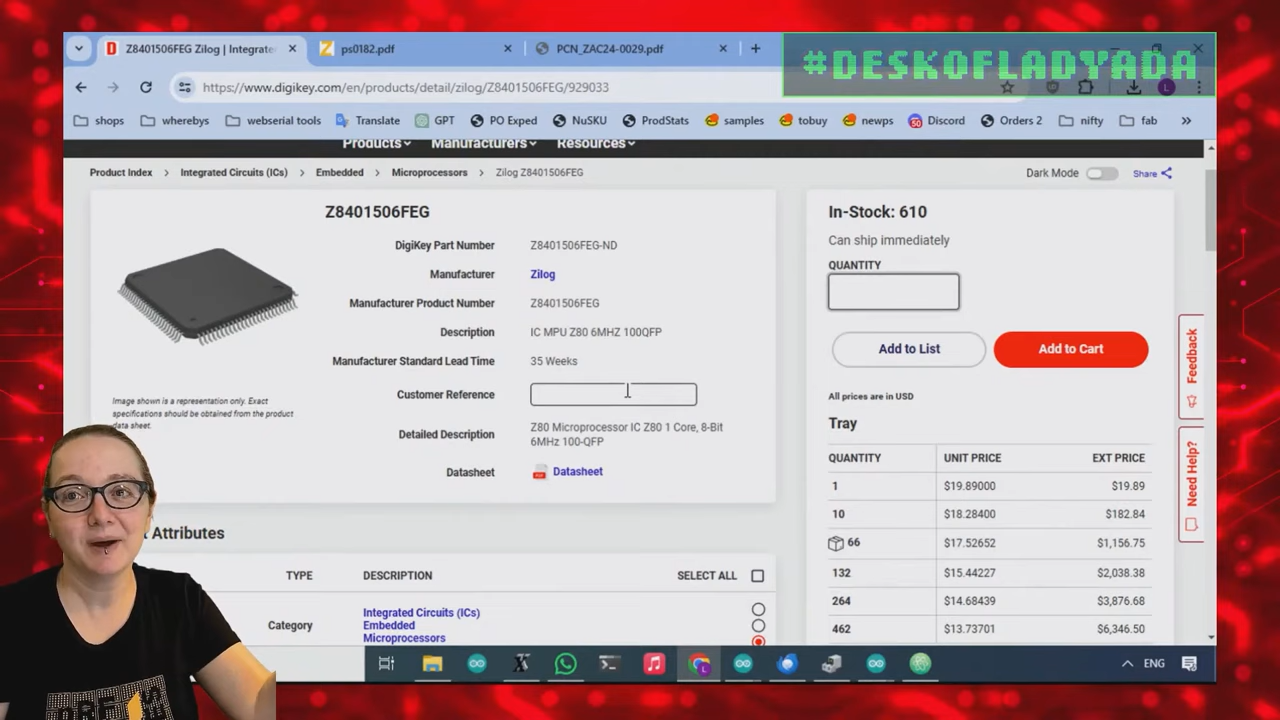 #DESKOFLADYADA
Z8401506FEG Zilog | Integrate
ps0182.pdf
PCN_ZAC24-0029.pdf
https://www.digikey.com/en/products/detail/zilog/Z8401506FEG/929033
shops
wherebys
webserial tools
Translate
GPT
PO Exped
NuSKU
ProdStats
samples
tobuy
newps
50
Discord
Orders 2
nifty
fab
Products
Manufacturers
Resources
Product Index > Integrated Circuits (ICs) > Embedded > Microprocessors > Zilog Z8401506FEG
Dark Mode
Share
Z8401506FEG
DigiKey Part Number Z8401506FEG-ND
Manufacturer Zilog
Manufacturer Product Number Z8401506FEG
Description IC MPU Z80 6MHZ 100QFP
Manufacturer Standard Lead Time 35 Weeks
Customer Reference
Detailed Description Z80 Microprocessor IC Z80 1 Core, 8-Bit
6MHz 100-QFP
Datasheet Datasheet
Image shown is a representation only. Exact
specifications should be obtained from the product
data sheet.
Attributes
TYPE DESCRIPTION SELECT ALL
Category
Integrated Circuits (ICs)
Embedded
Microprocessors
In-Stock: 610
Can ship immediately
QUANTITY
Add to List
Add to Cart
All prices are in USD
Tray
QUANTITY UNIT PRICE EXT PRICE
1 $19.89000 $19.89
10 $18.28400 $182.84
66 $17.52652 $1,156.75
132 $15.44227 $2,038.38
264 $14.68439 $3,876.68
462 $13.73701 $6,346.50
Feedback
Need Help?
ENG